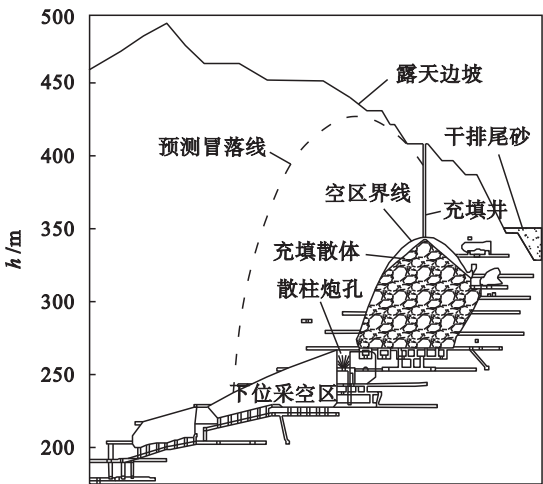 500
露天边坡
450
干排尾砂
预测冒落线
400
空区界线
充填井
350
h/m
充填散体
散柱炮孔
300
250
下位采空区
200